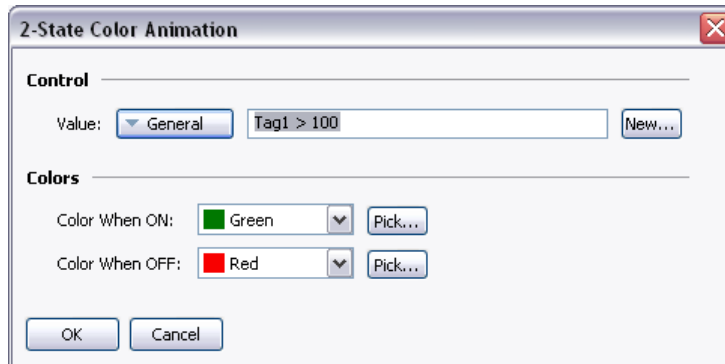 2-State Color Animation
Control
Value: General Tag1 > 100 New...
Colors
Color When ON: Green Pick...
Color When OFF: Red Pick...
OK Cancel